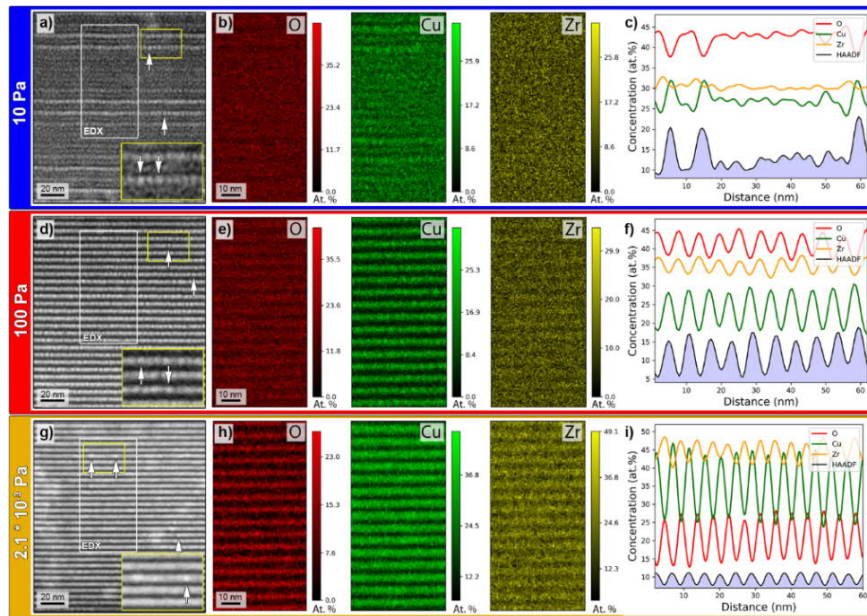 10 Pa
a)
EDX
20 nm
b)
O
10 nm
35.2
23.4
11.7
0.0
At. %
Cu
25.9
17.2
8.6
0.0
At. %
Zr
25.8
17.2
8.6
0.0
At. %
c)
Concentration (at.%)
45
40
35
30
25
20
15
10
10 20 30 40 50 60
Distance (nm)
O
Cu
Zr
HAADF
100 Pa
d)
EDX
20 nm
e)
O
10 nm
35.4
23.6
11.8
0.0
At. %
Cu
25.3
16.9
8.4
0.0
At. %
Zr
29.9
20.0
10.0
0.0
At. %
f)
Concentration (at.%)
45
40
35
30
25
20
15
10
5
10 20 30 40 50 60
Distance (nm)
O
Cu
Zr
HAADF
2.1 * 10⁻³ Pa
g)
EDX
20 nm
h)
O
10 nm
23.0
15.3
7.6
0.0
At. %
Cu
36.8
24.5
12.2
At. %
Zr
49.1
36.8
24.6
12.3
At. %
i)
Concentration (at.%)
50
45
40
35
30
25
20
15
10
10 20 30 40 50 60
Distance (nm)
O
Cu
Zr
HAADF